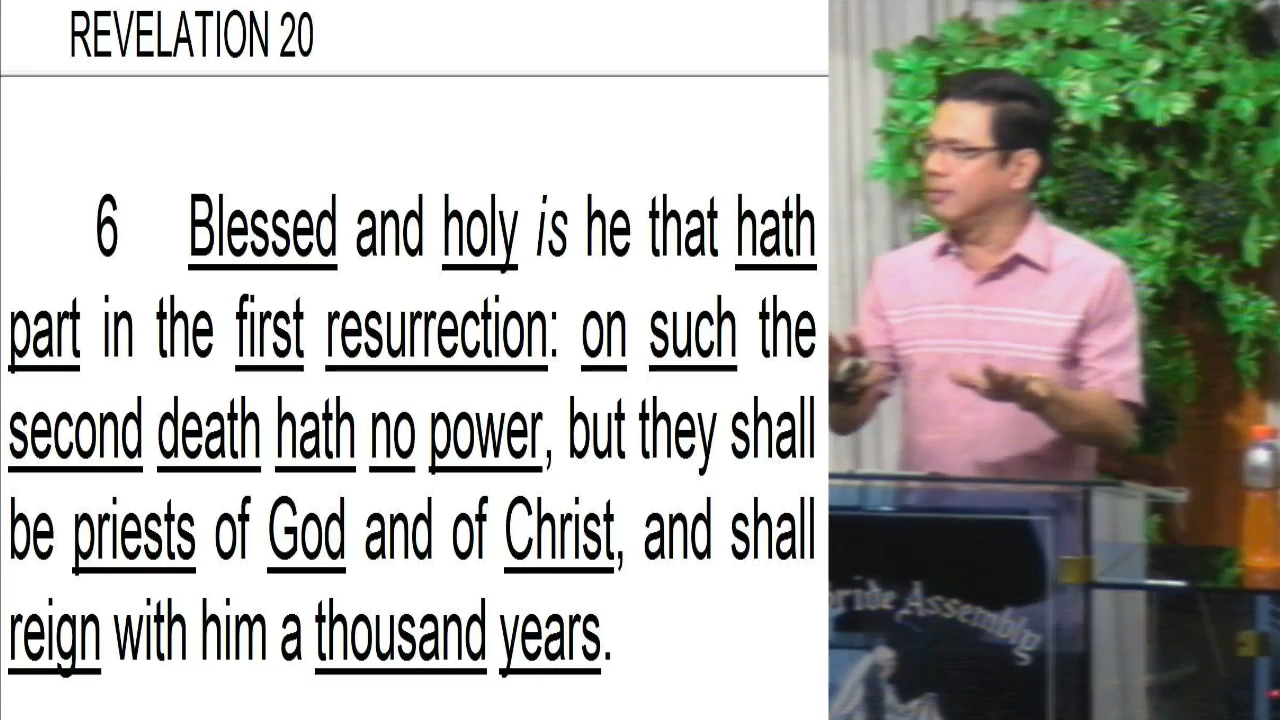 REVELATION 20
6 Blessed and holy is he that hath
part in the first resurrection: on such the
second death hath no power, but they shall
be priests of God and of Christ, and shall
reign with him a thousand years.
Bride Assembly